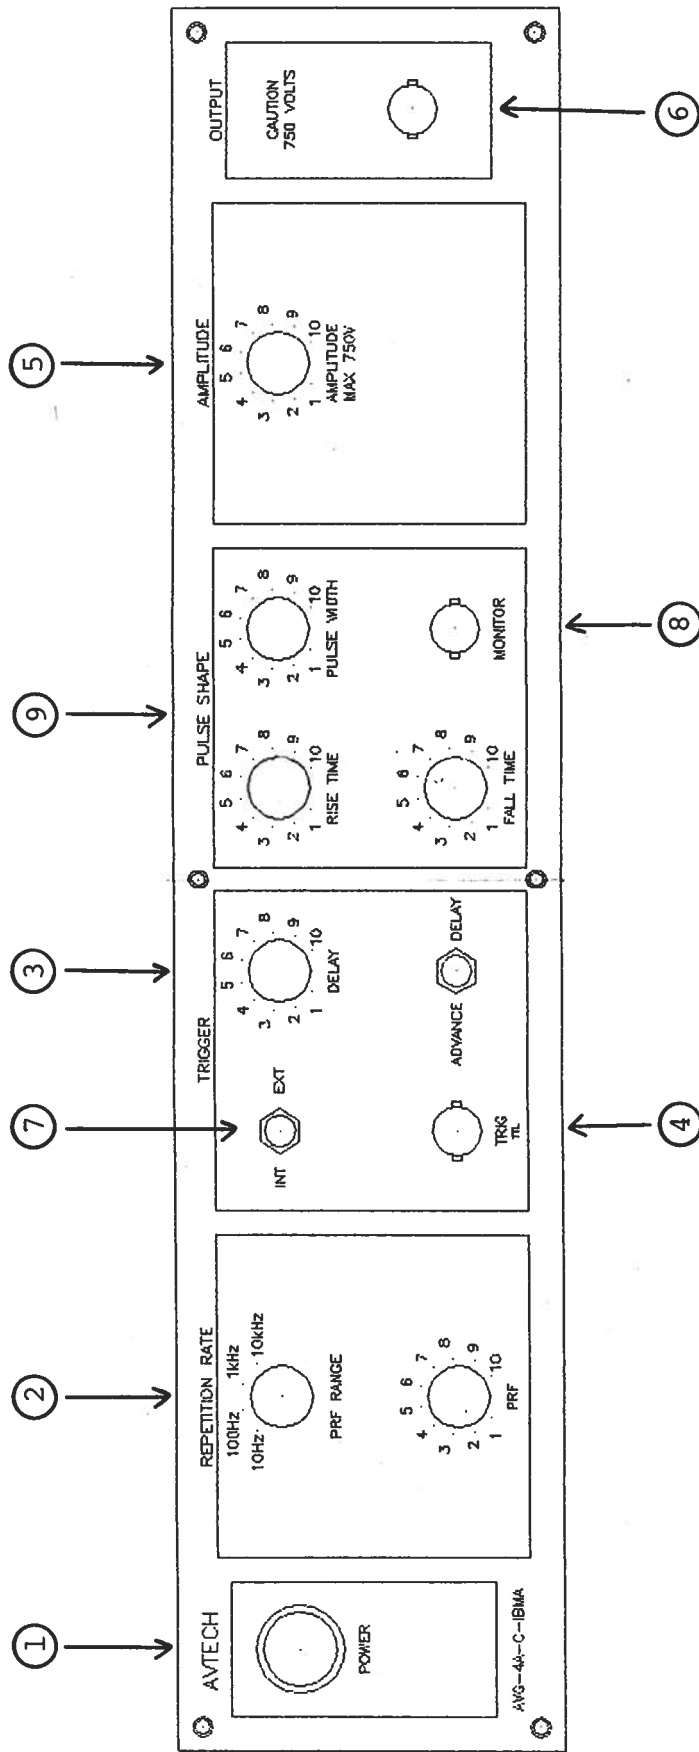 1
2
7
3
9
5
AVTECH
POWER
AVG-4A-C-IBMA
REPETITION RATE
100Hz 1kHz
10Hz 10kHz
PRF RANGE
1 2 3 4 5 6 7 8 9 10
PRF
TRIGGER
INT EXT
1 2 3 4 5 6 7 8 9 10
DELAY
TRIG
TTL
ADVANCE DELAY
PULSE SHAPE
1 2 3 4 5 6 7 8 9 10
RISE TIME
1 2 3 4 5 6 7 8 9 10
PULSE WIDTH
1 2 3 4 5 6 7 8 9 10
FALL TIME
MONITOR
AMPLITUDE
1 2 3 4 5 6 7 8 9 10
AMPLITUDE
MAX 750V
OUTPUT
CAUTION
750 VOLTS
4
8
6